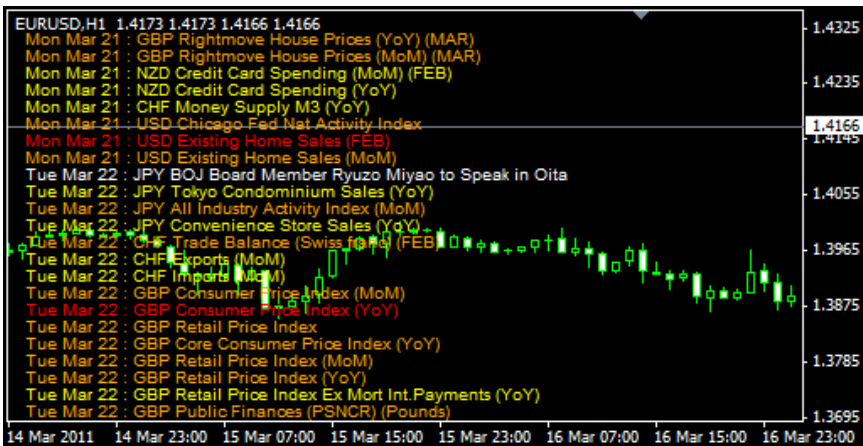 EURUSD,H1 1.4173 1.4173 1.4166 1.4166
Mon Mar 21 : GBP Rightmove House Prices (YoY) (MAR)
Mon Mar 21 : GBP Rightmove House Prices (MoM) (MAR)
Mon Mar 21 : NZD Credit Card Spending (MoM) (FEB)
Mon Mar 21 : NZD Credit Card Spending (YoY)
Mon Mar 21 : CHF Money Supply M3 (YoY)
Mon Mar 21 : USD Chicago Fed Nat Activity Index
Mon Mar 21 : USD Existing Home Sales (FEB)
Mon Mar 21 : USD Existing Home Sales (MoM)
Tue Mar 22 : JPY BOJ Board Member Ryuzo Miyao to Speak in Oita
Tue Mar 22 : JPY Tokyo Condominium Sales (YoY)
Tue Mar 22 : JPY All Industry Activity Index (MoM)
Tue Mar 22 : JPY Convenience Store Sales (YoY)
Tue Mar 22 : CHF Trade Balance (Swiss franc) (FEB)
Tue Mar 22 : CHF Exports (MoM)
Tue Mar 22 : CHF Imports (MoM)
Tue Mar 22 : GBP Consumer Price Index (MoM)
Tue Mar 22 : GBP Consumer Price Index (YoY)
Tue Mar 22 : GBP Retail Price Index
Tue Mar 22 : GBP Core Consumer Price Index (YoY)
Tue Mar 22 : GBP Retail Price Index (MoM)
Tue Mar 22 : GBP Retail Price Index (YoY)
Tue Mar 22 : GBP Retail Price Index Ex Mort Int.Payments (YoY)
Tue Mar 22 : GBP Public Finances (PSNCR) (Pounds)
1.4325
1.4235
1.4166
1.4145
1.4055
1.3965
1.3875
1.3785
1.3695
14 Mar 2011 14 Mar 23:00 15 Mar 07:00 15 Mar 15:00 15 Mar 23:00 16 Mar 07:00 16 Mar 15:00 16 Mar 23:00